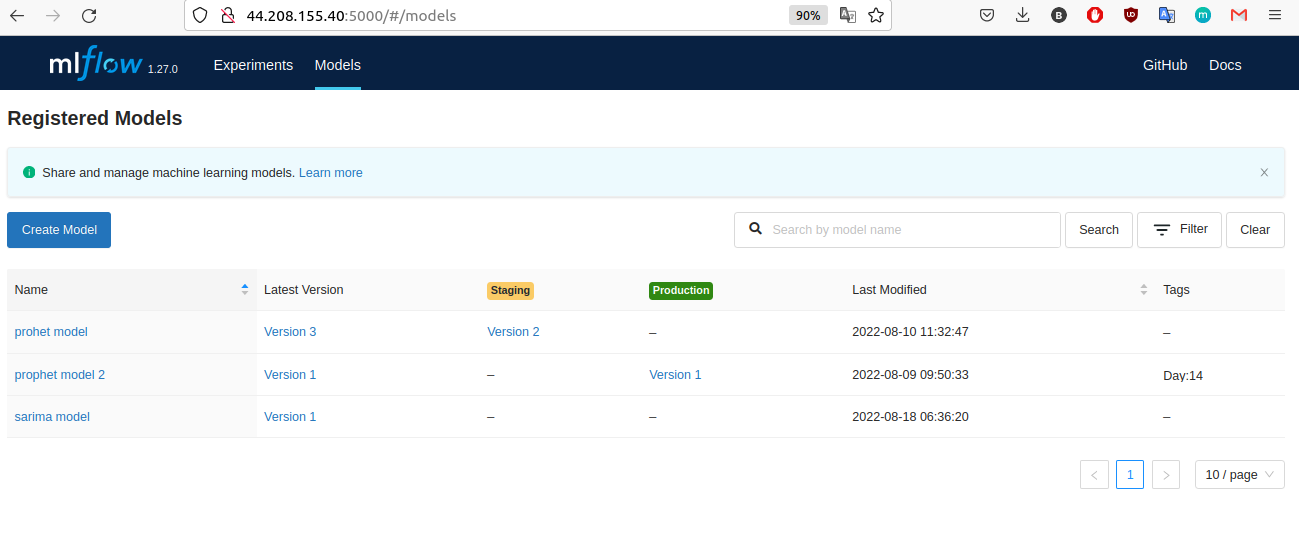 44.208.155.40:5000/#/models 90%
mlflow 1.27.0 Experiments Models GitHub Docs
Registered Models
Share and manage machine learning models. Learn more
Create Model Search by model name Search Filter Clear
Name Latest Version Staging Production Last Modified Tags
prohet model Version 3 Version 2 – 2022-08-10 11:32:47 –
prophet model 2 Version 1 – Version 1 2022-08-09 09:50:33 Day:14
sarima model Version 1 – – 2022-08-18 06:36:20 –
< 1 > 10 / page